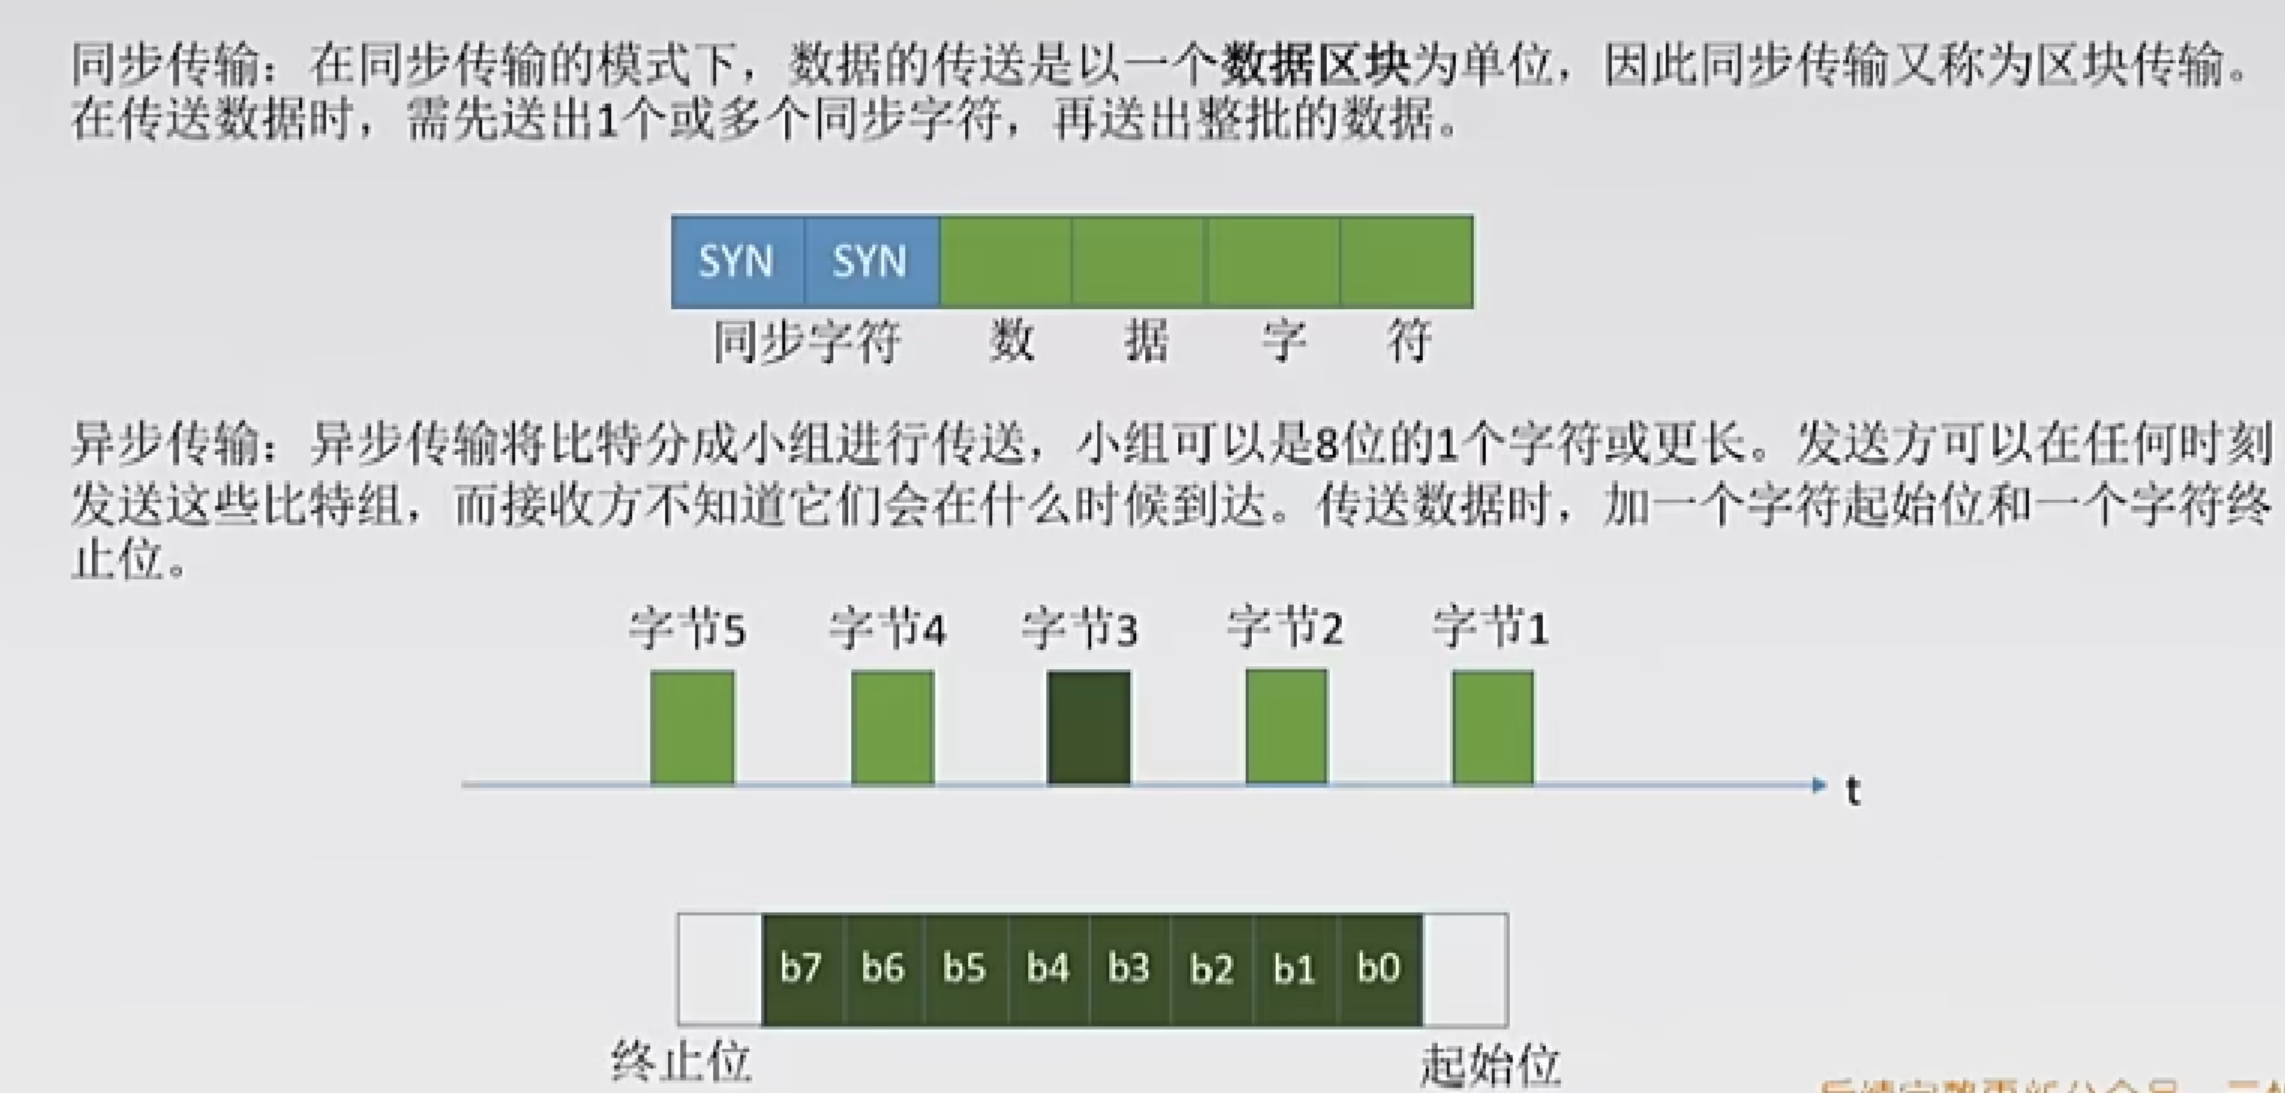 同步传输：在同步传输的模式下，数据的传送是以一个数据区块为单位，因此同步传输又称为区块传输。
在传送数据时，需先送出1个或多个同步字符，再送出整批的数据。
SYN SYN
同步字符 数 据 字 符
异步传输：异步传输将比特分成小组进行传送，小组可以是8位的1个字符或更长。发送方可以在任何时刻
发送这些比特组，而接收方不知道它们会在什么时候到达。传送数据时，加一个字符起始位和一个字符终
止位。
字节5 字节4 字节3 字节2 字节1
t
b7 b6 b5 b4 b3 b2 b1 b0
终止位 起始位